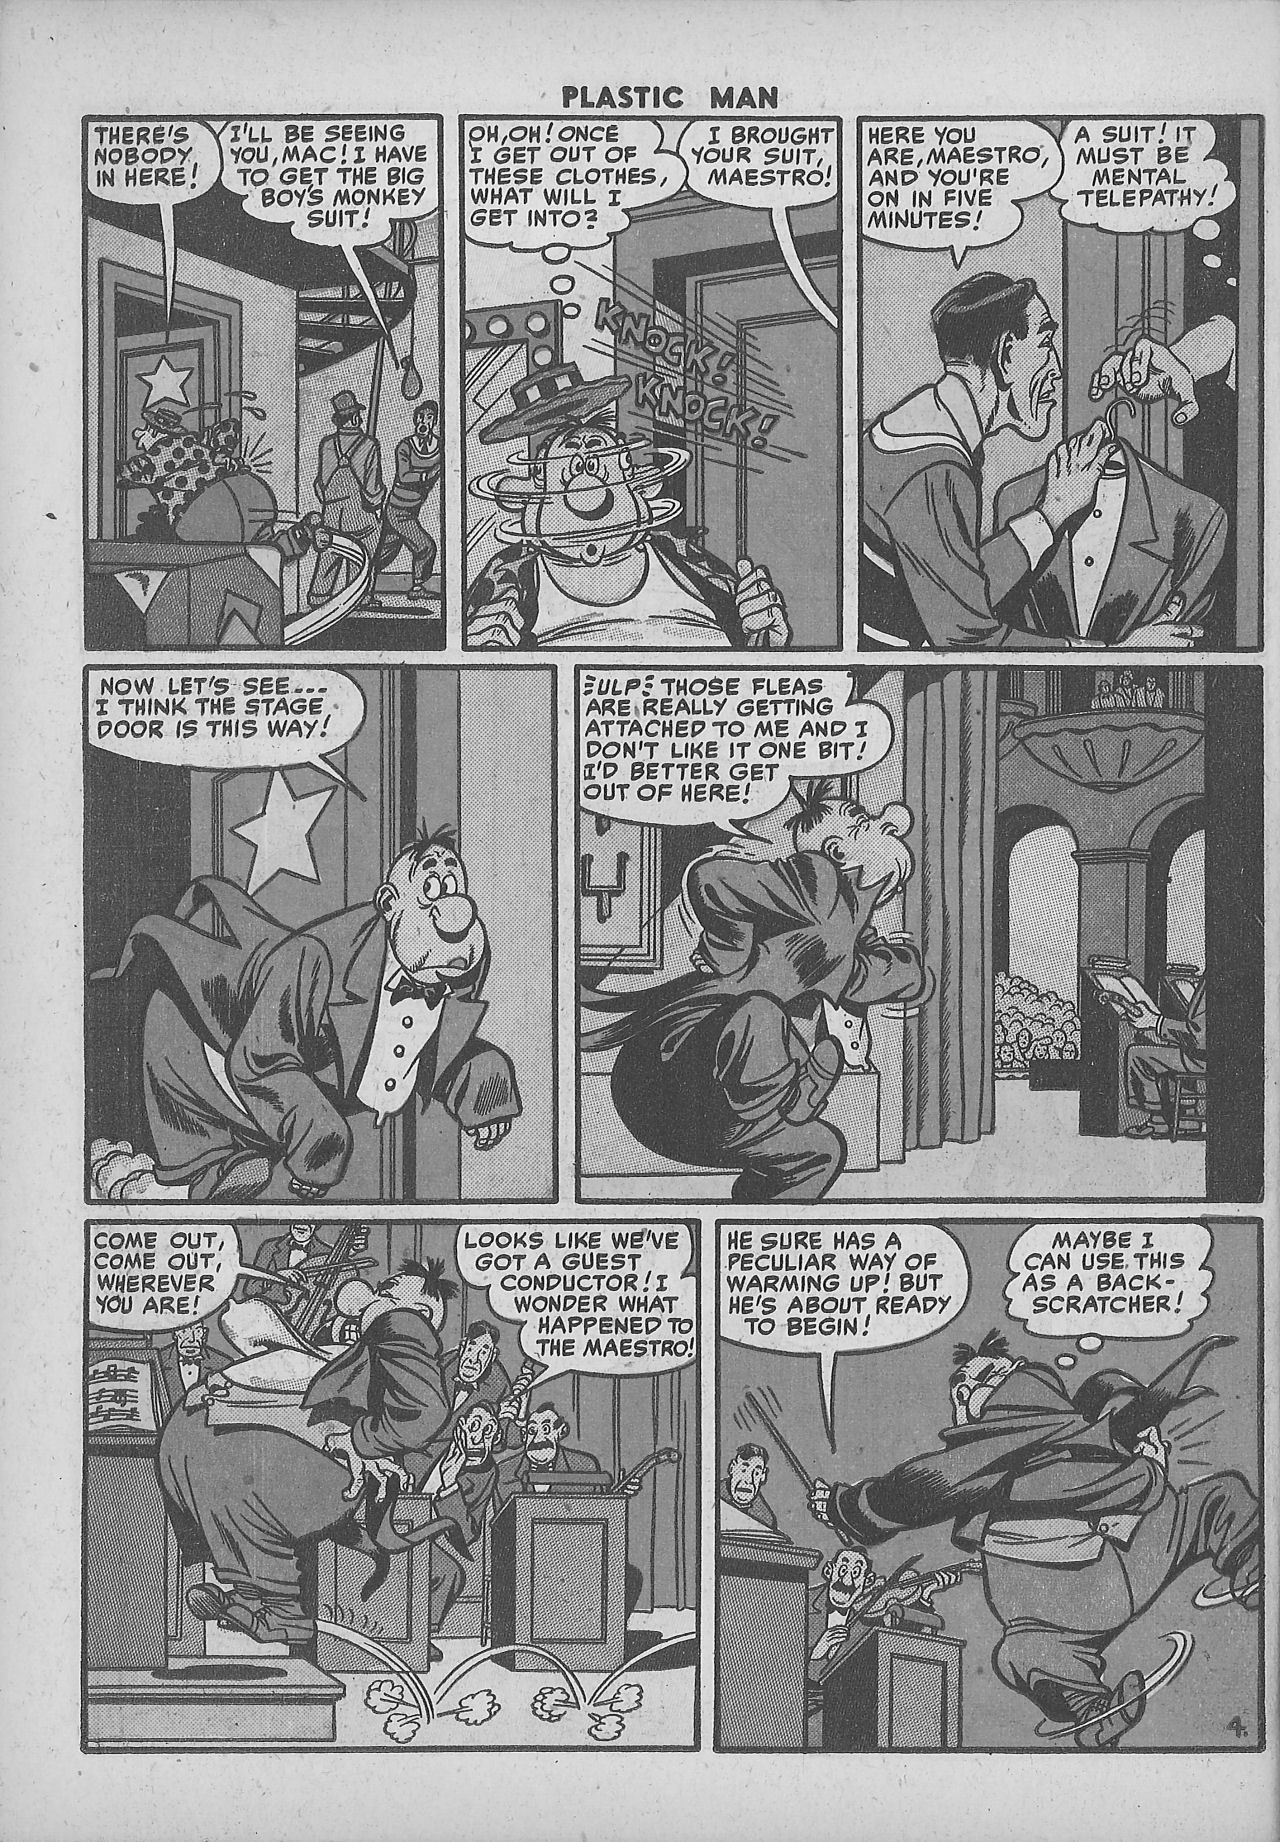 PLASTIC MAN
THERE'S
NOBODY
IN HERE!
I'LL BE SEEING
YOU, MAC! I HAVE
TO GET THE BIG
BOY'S MONKEY
SUIT!
OH, OH! ONCE
I GET OUT OF
THESE CLOTHES,
WHAT WILL I
GET INTO?
I BROUGHT
YOUR SUIT,
MAESTRO!
KNOCK!
KNOCK!
HERE YOU
ARE, MAESTRO,
AND YOU'RE
ON IN FIVE
MINUTES!
A SUIT! IT
MUST BE
MENTAL
TELEPATHY!
NOW LET'S SEE....
I THINK THE STAGE
DOOR IS THIS WAY!
ULP! THOSE FLEAS
ARE REALLY GETTING
ATTACHED TO ME AND I
DON'T LIKE IT ONE BIT!
I'D BETTER GET
OUT OF HERE!
COME OUT,
COME OUT,
WHEREVER
YOU ARE!
LOOKS LIKE WE'VE
GOT A GUEST
CONDUCTOR! I
WONDER WHAT
HAPPENED TO
THE MAESTRO!
HE SURE HAS A
PECULIAR WAY OF
WARMING UP! BUT
HE'S ABOUT READY
TO BEGIN!
MAYBE I
CAN USE THIS
AS A BACK-
SCRATCHER!
4.